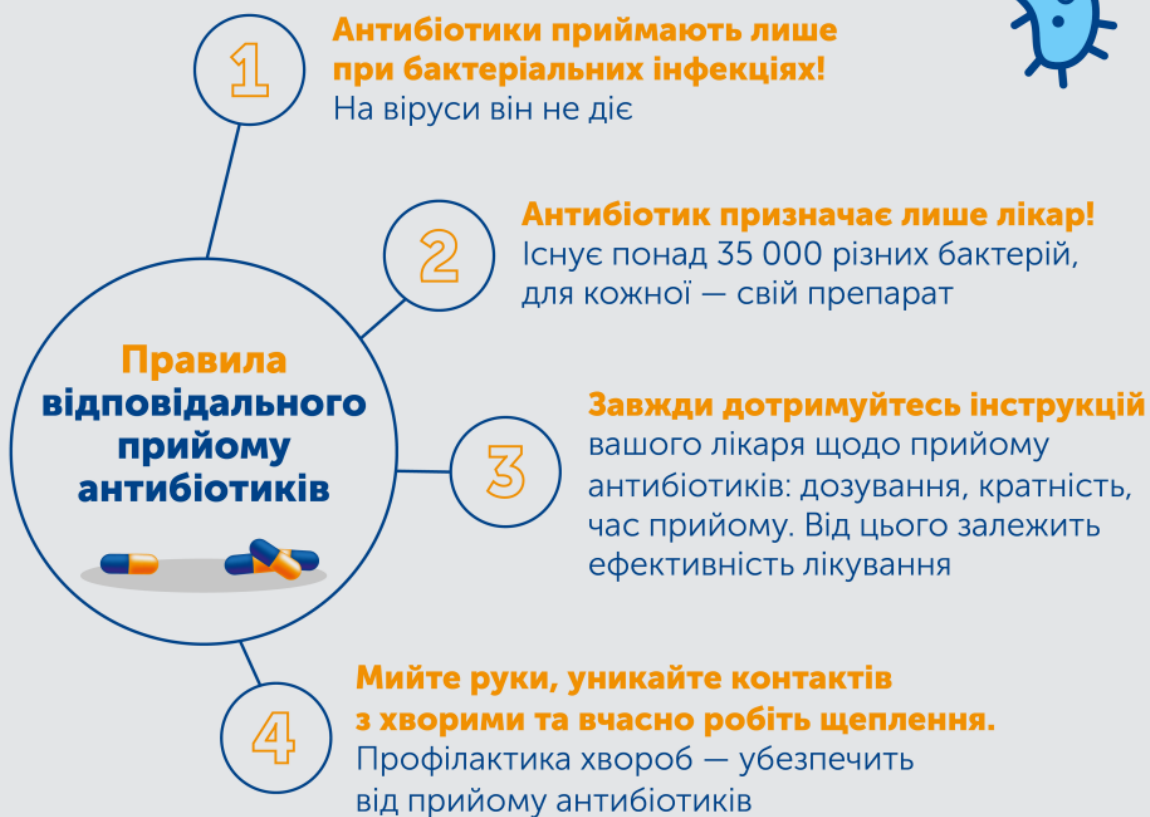 1
Антибіотики приймають лише
при бактеріальних інфекціях!
На віруси він не діє
2
Антибіотик призначає лише лікар!
Існує понад 35 000 різних бактерій,
для кожної — свій препарат
Правила
відповідального
прийому
антибіотиків
3
Завжди дотримуйтесь інструкцій
вашого лікаря щодо прийому
антибіотиків: дозування, кратність,
час прийому. Від цього залежить
ефективність лікування
4
Мийте руки, уникайте контактів
з хворими та вчасно робіть щеплення.
Профілактика хвороб — убезпечить
від прийому антибіотиків